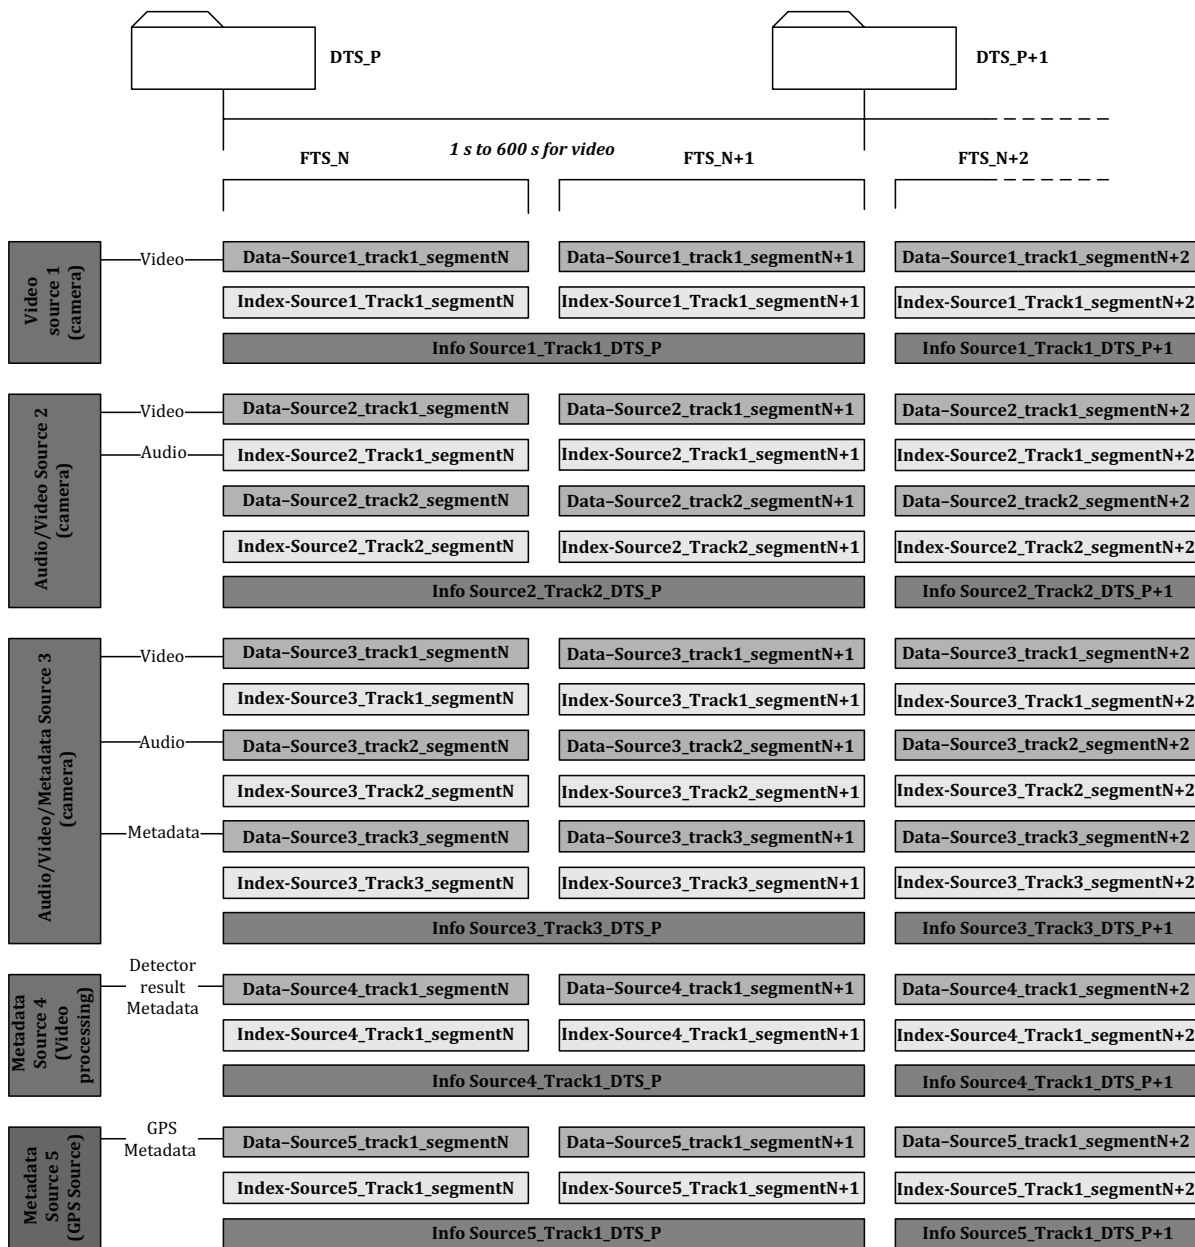 DTS_P
DTS_P+1
FTS_N
1 s to 600 s for video
FTS_N+1
FTS_N+2
Video
source 1
(camera)
Video
Data–Source1_track1_segmentN
Data–Source1_track1_segmentN+1
Data–Source1_track1_segmentN+2
Index-Source1_Track1_segmentN
Index-Source1_Track1_segmentN+1
Index-Source1_Track1_segmentN+2
Info Source1_Track1_DTS_P
Info Source1_Track1_DTS_P+1
Audio/Video Source 2
(camera)
Video
Data–Source2_track1_segmentN
Data–Source2_track1_segmentN+1
Data–Source2_track1_segmentN+2
Audio
Index-Source2_Track1_segmentN
Index-Source2_Track1_segmentN+1
Index-Source2_Track1_segmentN+2
Data–Source2_track2_segmentN
Data–Source2_track2_segmentN+1
Data–Source2_track2_segmentN+2
Index-Source2_Track2_segmentN
Index-Source2_Track2_segmentN+1
Index-Source2_Track2_segmentN+2
Info Source2_Track2_DTS_P
Info Source2_Track2_DTS_P+1
Audio/Video/Metadata Source 3
(camera)
Video
Data–Source3_track1_segmentN
Data–Source3_track1_segmentN+1
Data–Source3_track1_segmentN+2
Index-Source3_Track1_segmentN
Index-Source3_Track1_segmentN+1
Index-Source3_Track1_segmentN+2
Audio
Data–Source3_track2_segmentN
Data–Source3_track2_segmentN+1
Data–Source3_track2_segmentN+2
Index-Source3_Track2_segmentN
Index-Source3_Track2_segmentN+1
Index-Source3_Track2_segmentN+2
Metadata
Data–Source3_track3_segmentN
Data–Source3_track3_segmentN+1
Data–Source3_track3_segmentN+2
Index-Source3_Track3_segmentN
Index-Source3_Track3_segmentN+1
Index-Source3_Track3_segmentN+2
Info Source3_Track3_DTS_P
Info Source3_Track3_DTS_P+1
Metadata
Source 4
(Video
processing)
Detector
result
Metadata
Data–Source4_track1_segmentN
Data–Source4_track1_segmentN+1
Data–Source4_track1_segmentN+2
Index-Source4_Track1_segmentN
Index-Source4_Track1_segmentN+1
Index-Source4_Track1_segmentN+2
Info Source4_Track1_DTS_P
Info Source4_Track1_DTS_P+1
Metadata
Source 5
(GPS Source)
GPS
Metadata
Data–Source5_track1_segmentN
Data–Source5_track1_segmentN+1
Data–Source5_track1_segmentN+2
Index-Source5_Track1_segmentN
Index-Source5_Track1_segmentN+1
Index-Source5_Track1_segmentN+2
Info Source5_Track1_DTS_P
Info Source5_Track1_DTS_P+1